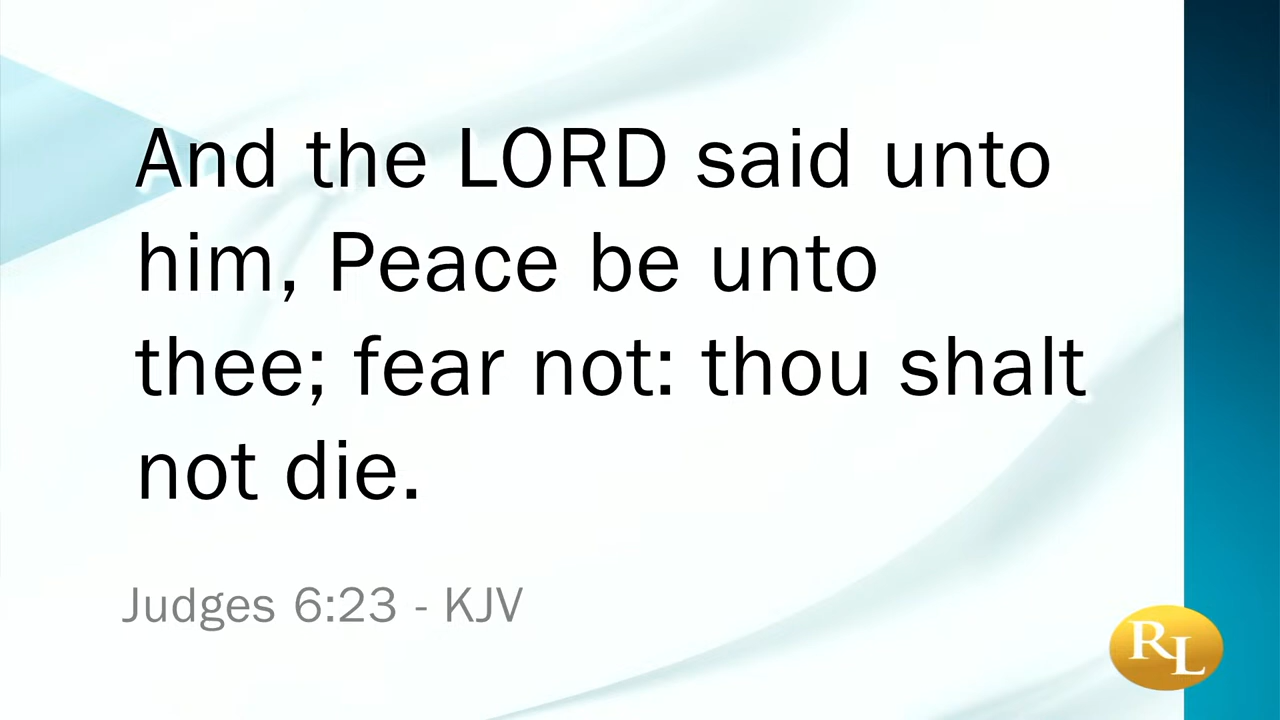 And the LORD said unto
him, Peace be unto
thee; fear not: thou shalt
not die.
Judges 6:23 - KJV
RL